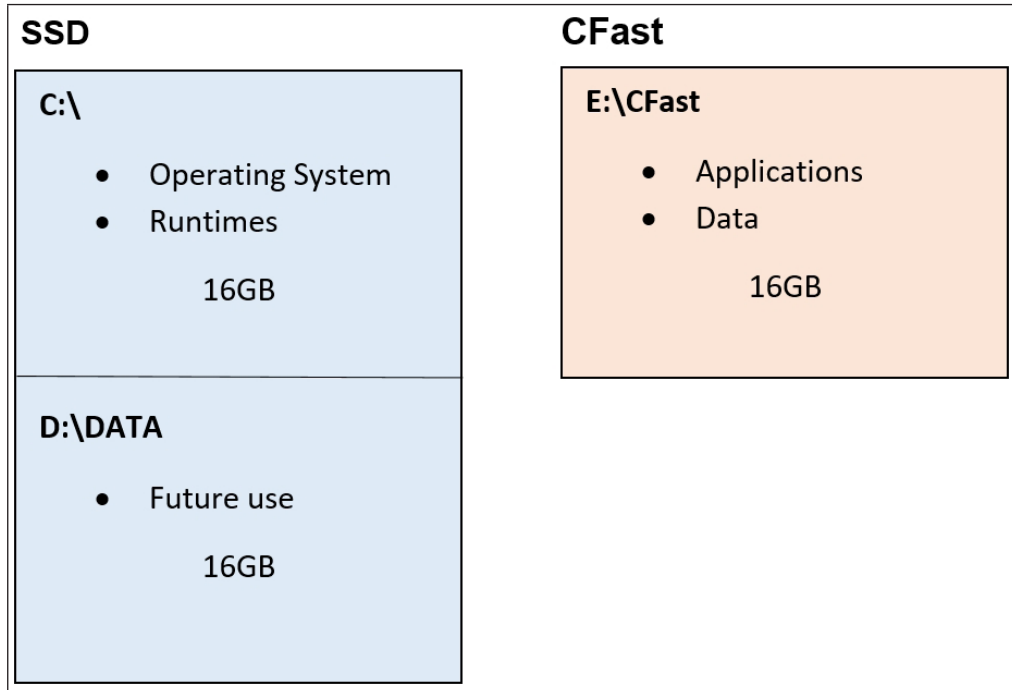 SSD
C:\
• Operating System
• Runtimes
16GB
D:\DATA
• Future use
16GB
CFast
E:\CFast
• Applications
• Data
16GB